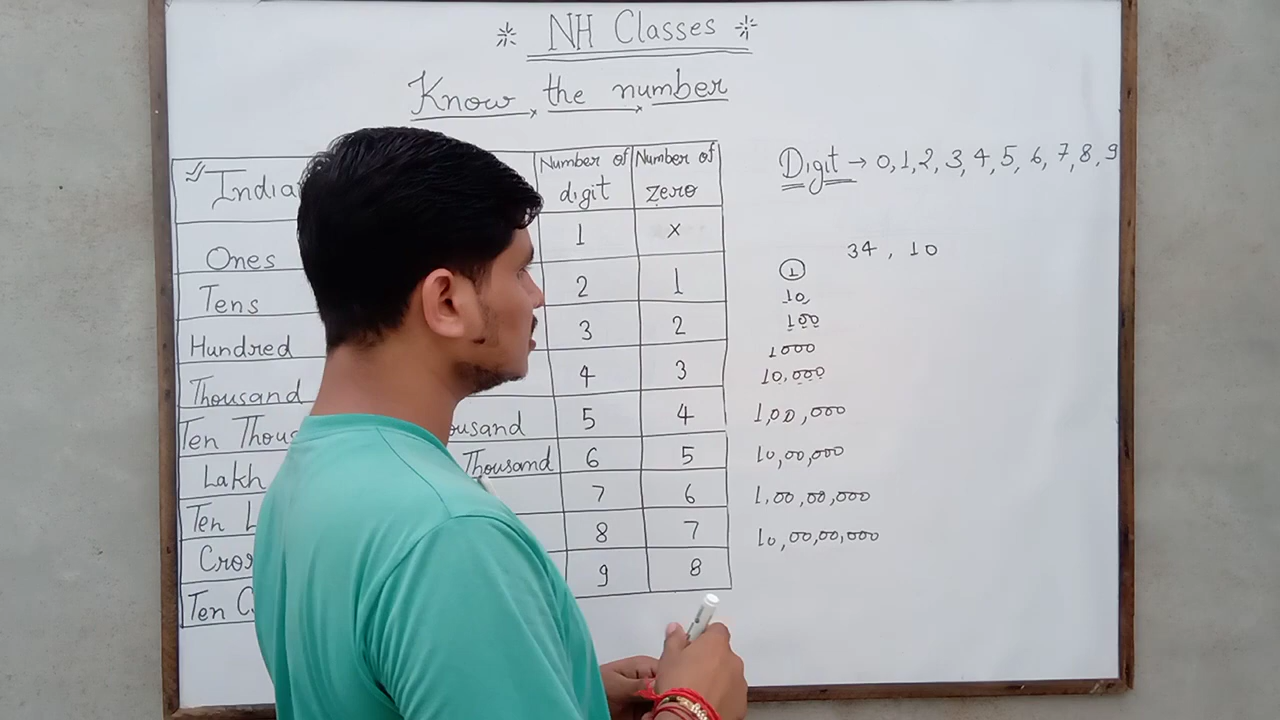 NH Classes
Know the number
India
Number of digit
Number of zero
Ones 1 x
Tens 2 1
Hundred 3 2
Thousand 4 3
Ten Thous ousand 5 4
Lakh Thousand 6 5
Ten L 7 6
Cro 8 7
Ten C 9 8
Digit → 0,1,2,3,4,5,6,7,8,9
34, 10
1
10
100
1000
10,000
1,00,000
10,00,000
1,00,00,000
10,00,00,000